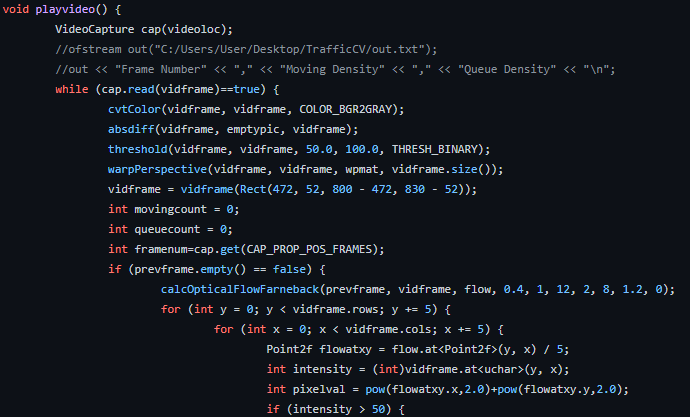 void playvideo() {
VideoCapture cap(videoloc);
//ofstream out("C:/Users/User/Desktop/TrafficCV/out.txt");
//out << "Frame Number" << "," << "Moving Density" << "," << "Queue Density" << "\n";
while (cap.read(vidframe)==true) {
cvtColor(vidframe, vidframe, COLOR_BGR2GRAY);
absdiff(vidframe, emptypic, vidframe);
threshold(vidframe, vidframe, 50.0, 100.0, THRESH_BINARY);
warpPerspective(vidframe, vidframe, wpmat, vidframe.size());
vidframe = vidframe(Rect(472, 52, 800 - 472, 830 - 52));
int movingcount = 0;
int queuecount = 0;
int framenum=cap.get(CAP_PROP_POS_FRAMES);
if (prevframe.empty() == false) {
calcOpticalFlowFarneback(prevframe, vidframe, flow, 0.4, 1, 12, 2, 8, 1.2, 0);
for (int y = 0; y < vidframe.rows; y += 5) {
for (int x = 0; x < vidframe.cols; x += 5) {
Point2f flowatxy = flow.at<Point2f>(y, x) / 5;
int intensity = (int)vidframe.at<uchar>(y, x);
int pixelval = pow(flowatxy.x,2.0)+pow(flowatxy.y,2.0);
if (intensity > 50) {